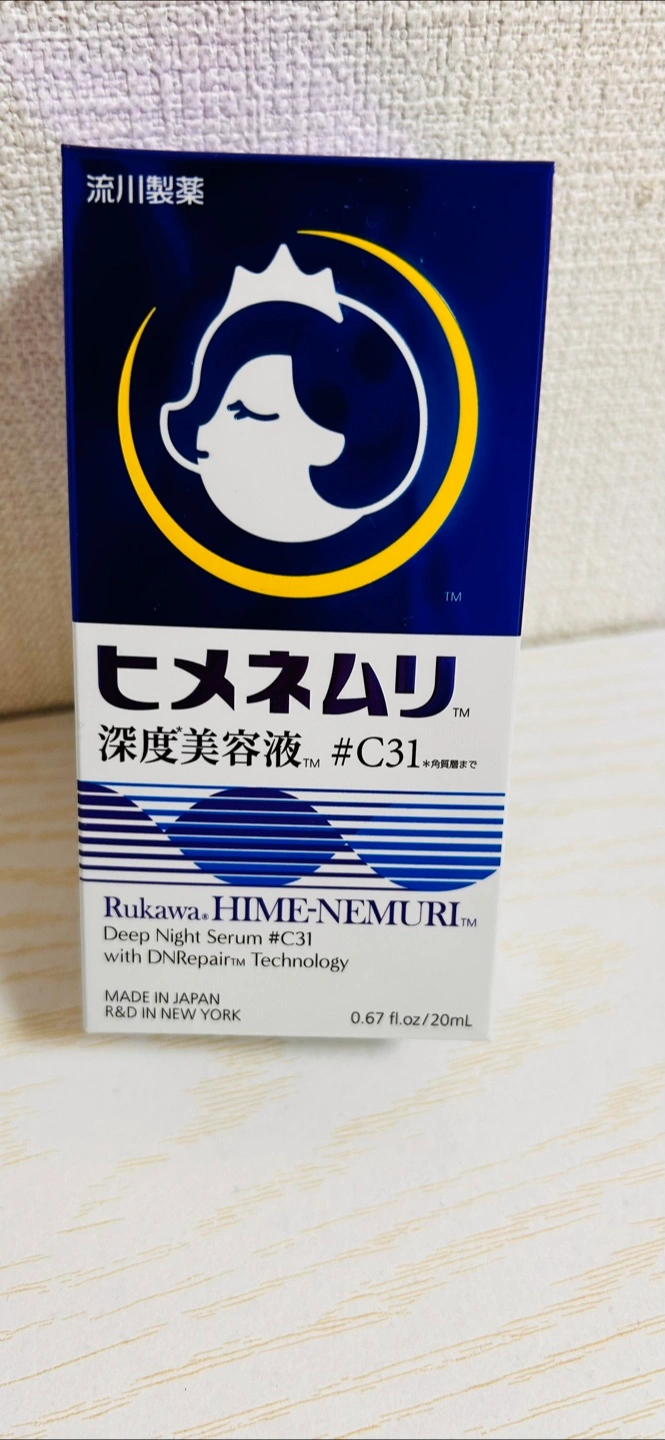 流川製薬
TM
ヒメネムリTM
深度*美容液TM #C31 *角質層まで
Rukawa® HIME-NEMURITM
Deep Night Serum #C31
with DNRepairTM Technology
MADE IN JAPAN
R&D IN NEW YORK
0.67 fl.oz/20mL